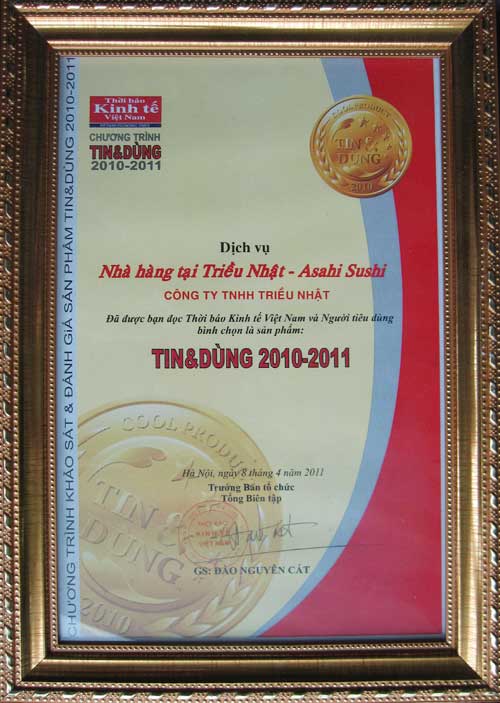 Thời báo
Kinh tế
Việt Nam
CHƯƠNG TRÌNH
TIN&DÙNG
2010-2011
COOL PRODUCT
TIN &
DÙNG
2010
CHƯƠNG TRÌNH KHẢO SÁT & ĐÁNH GIÁ SẢN PHẨM TIN&DÙNG 2010-2011
Dịch vụ
Nhà hàng tại Triều Nhật - Asahi Sushi
CÔNG TY TNHH TRIỀU NHẬT
Đã được bạn đọc Thời báo Kinh tế Việt Nam và Người tiêu dùng
bình chọn là sản phẩm:
TIN&DÙNG 2010-2011
COOL PRODUCT
TIN &
DÙNG
2010
Hà Nội, ngày 8 tháng 4 năm 2011
Trưởng Ban tổ chức
Tổng Biên tập
GS: ĐÀO NGUYÊN CÁT